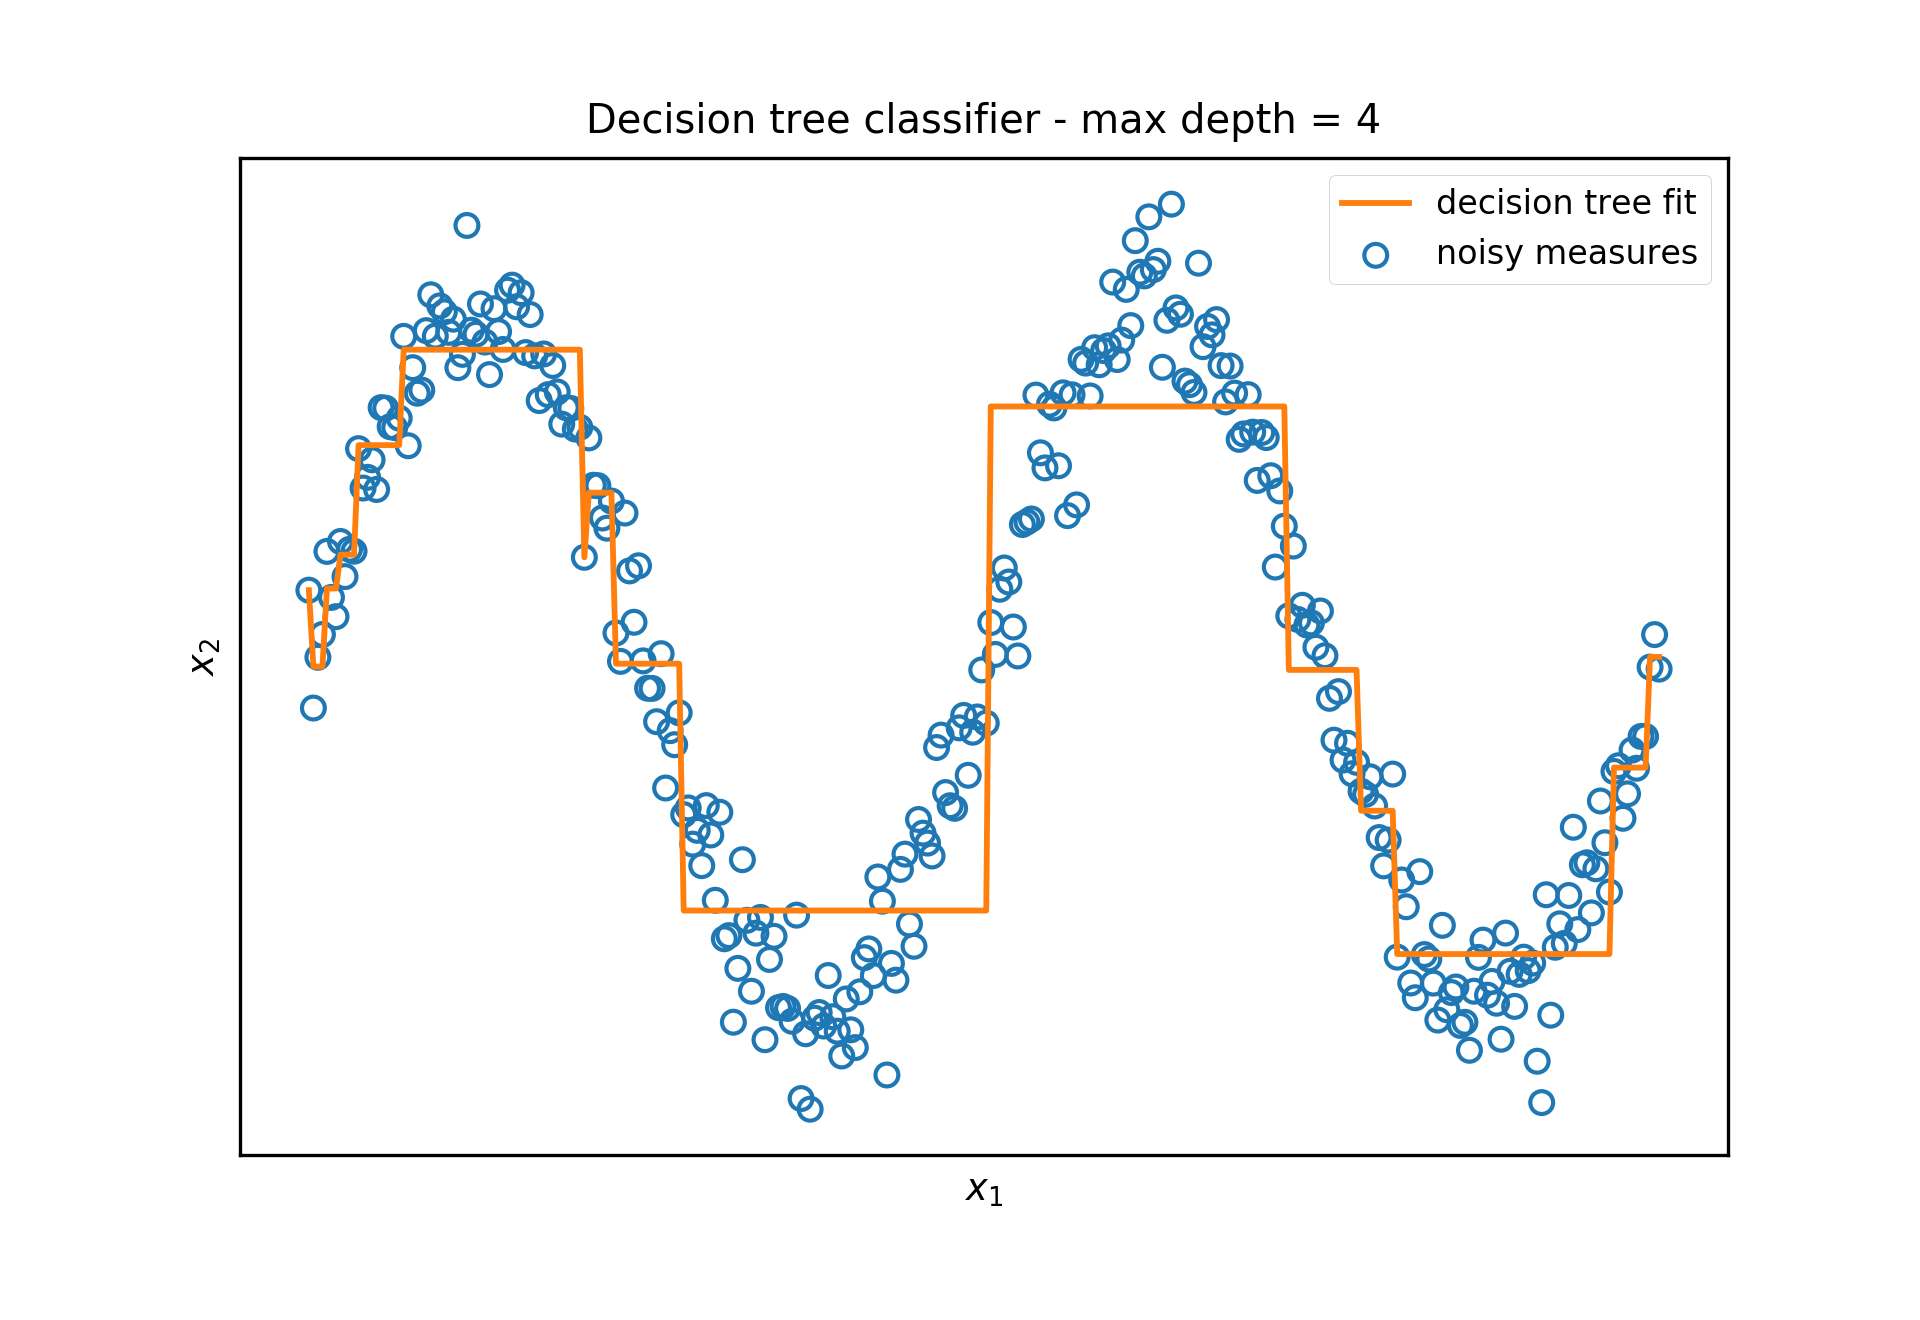 Decision tree classifier - max depth = 4
decision tree fit
noisy measures
x₂
x₁